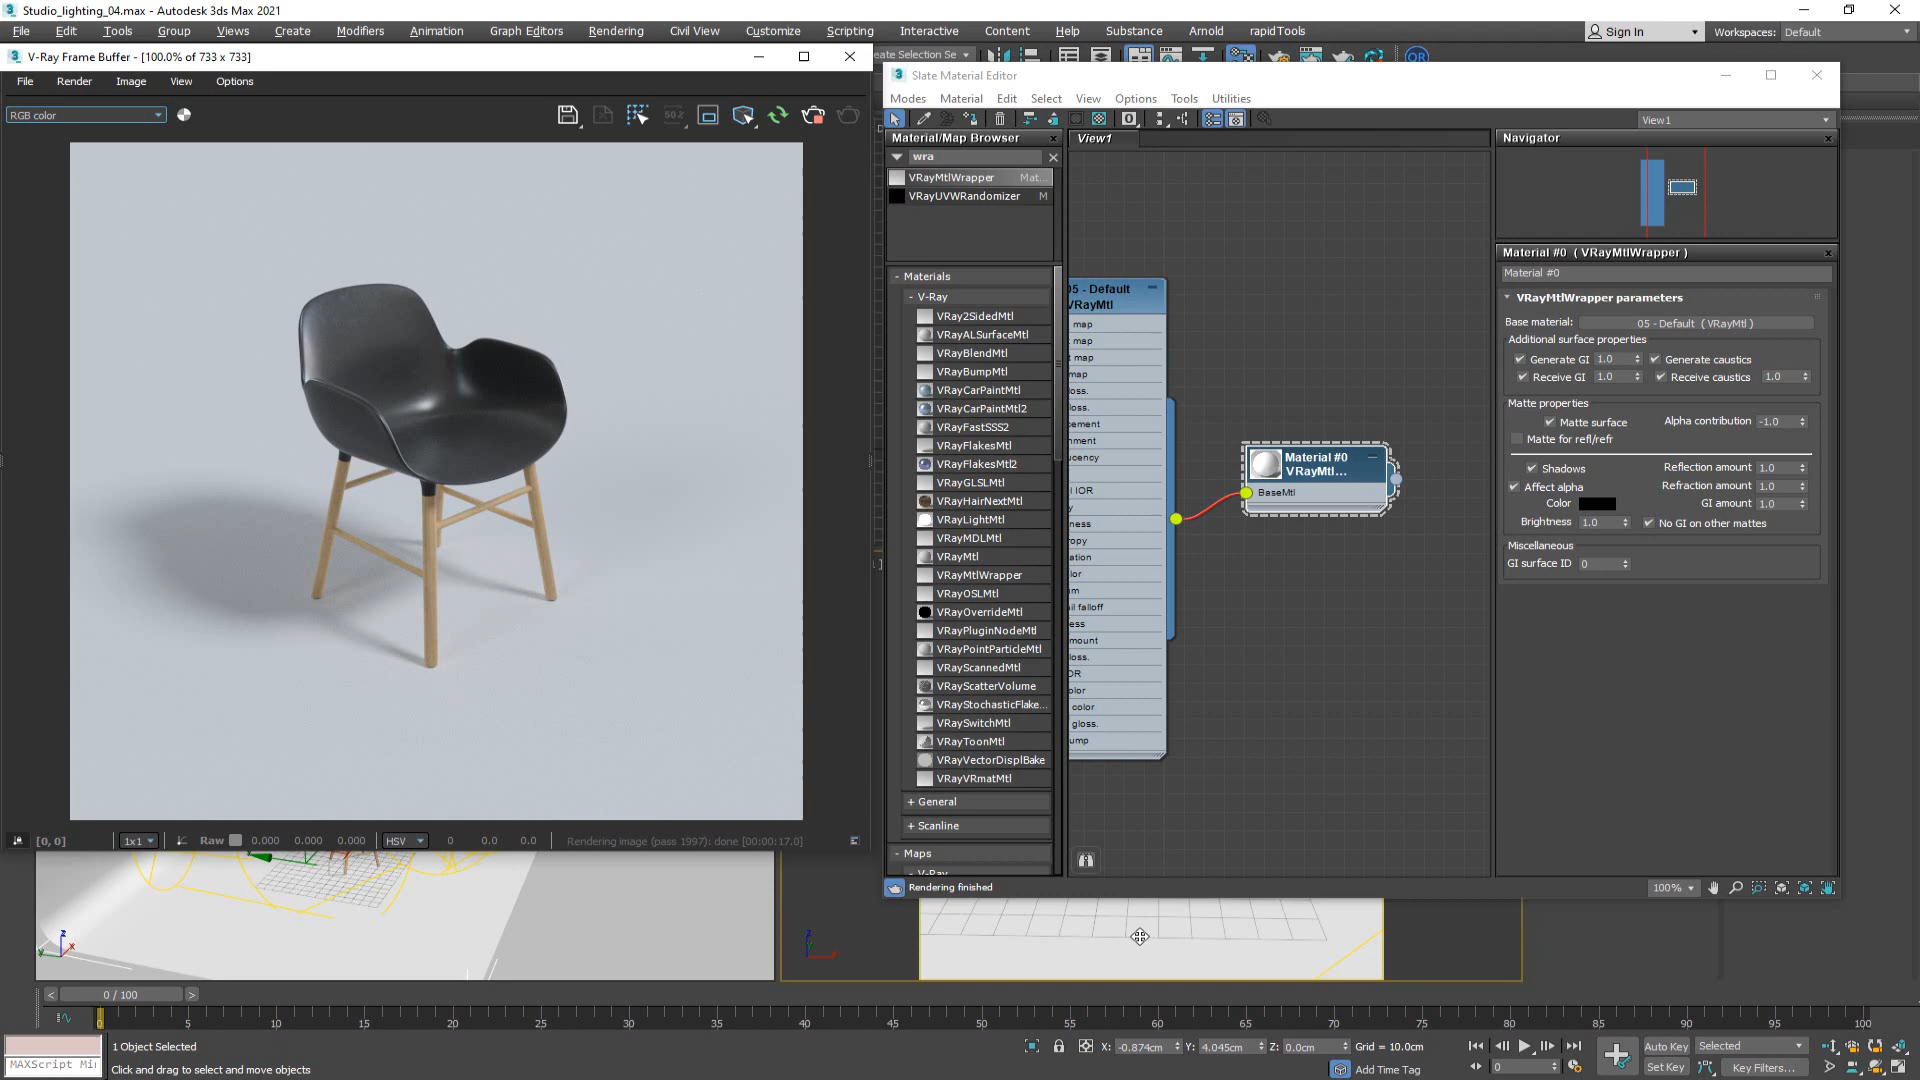 Studio_lighting_04.max - Autodesk 3ds Max 2021
File Edit Tools Group Views Create Modifiers Animation Graph Editors Rendering Civil View Customize Scripting Interactive Content Help Substance Arnold rapidTools
Sign In
Workspaces: Default
V-Ray Frame Buffer - [100.0% of 733 x 733]
File Render Image View Options
RGB color
eate Selection Se
Slate Material Editor
Modes Material Edit Select View Options Tools Utilities
View1
Material/Map Browser
wra
VRayMtlWrapper Mat...
VRayUVWRandomizer M
- Materials
- V-Ray
VRay2SidedMtl
VRayALSurfaceMtl
VRayBlendMtl
VRayBumpMtl
VRayCarPaintMtl
VRayCarPaintMtl2
VRayFastSSS2
VRayFlakesMtl
VRayFlakesMtl2
VRayGLSLMtl
VRayHairNextMtl
VRayLightMtl
VRayMDLMtl
VRayMtl
VRayMtlWrapper
VRayOSLMtl
VRayOverrideMtl
VRayPluginNodeMtl
VRayPointParticleMtl
VRayScannedMtl
VRayScatterVolume
VRayStochasticFlake...
VRaySwitchMtl
VRayToonMtl
VRayVectorDisplBake
VRayVRmatMtl
+ General
+ Scanline
- Maps
- V-Ray
Rendering finished
View1
05 - Default
VRayMtl
map
t map
t map
map
loss.
loss.
cement
nment
ucency
l IOR
y
ness
ropy
ation
lor
m
il falloff
ess
mount
loss.
OR
olor
color
gloss.
ump
Material #0
VRayMtl...
BaseMtl
Navigator
Material #0 ( VRayMtlWrapper )
Material #0
VRayMtlWrapper parameters
Base material: 05 - Default ( VRayMtl )
Additional surface properties
Generate GI 1.0 Generate caustics
Receive GI 1.0 Receive caustics 1.0
Matte properties
Matte surface Alpha contribution -1.0
Matte for refl/refr
Shadows Reflection amount 1.0
Affect alpha Refraction amount 1.0
Color GI amount 1.0
Brightness 1.0 No GI on other mattes
Miscellaneous
GI surface ID 0
100%
[0, 0] 1x1 Raw 0.000 0.000 0.000 HSV 0 0.0 0.0 Rendering image (pass 1997): done [00:00:17.0]
z
x
y
z
< 0 / 100 >
0 5 10 15 20 25 30 35 40 45 50 55 60 65 70 75 80 85 90 95 100
1 Object Selected
MAXScript Mi
Click and drag to select and move objects
X: -0.874cm Y: 4.045cm Z: 0.0cm Grid = 10.0cm
Add Time Tag
0
Auto Key Selected
Set Key Key Filters...